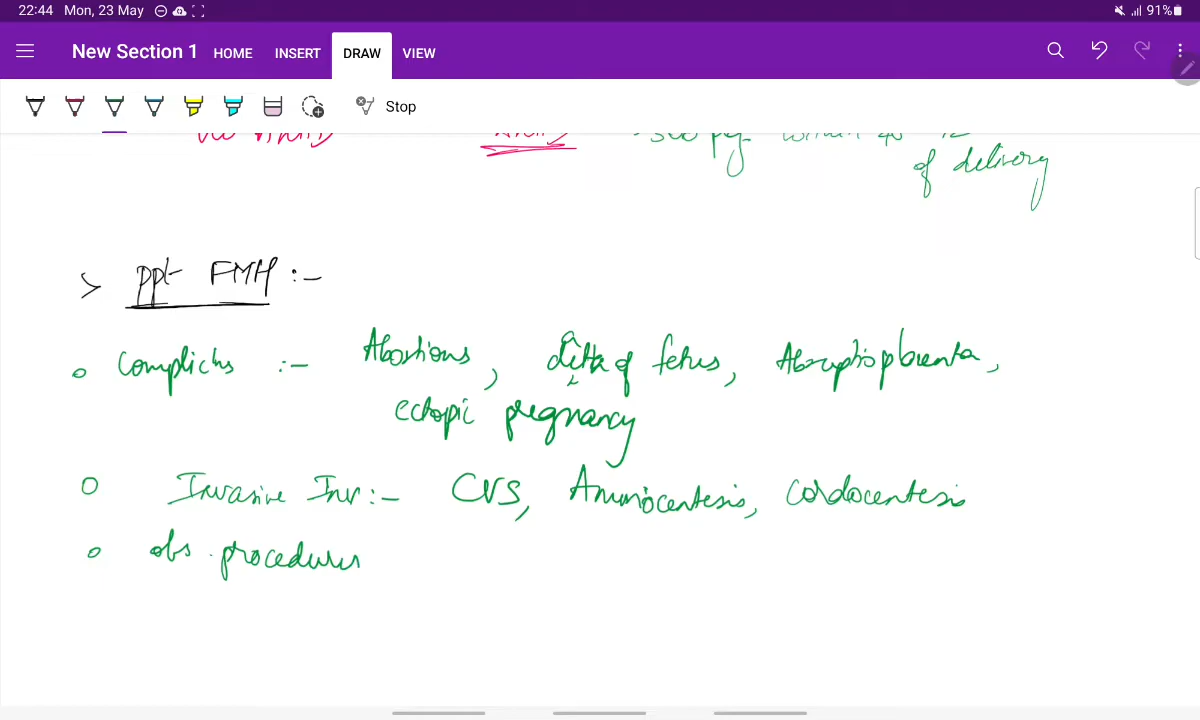 22:44 Mon, 23 May 91%
New Section 1 HOME INSERT DRAW VIEW
Stop
of delivery
> ppt FMH :-
Complictns :- Abortions, death of fetus, Abruptio placenta,
ectopic pregnancy
Invasive Inv :- CVS, Amniocentesis, Cordocentesis
obs. procedures